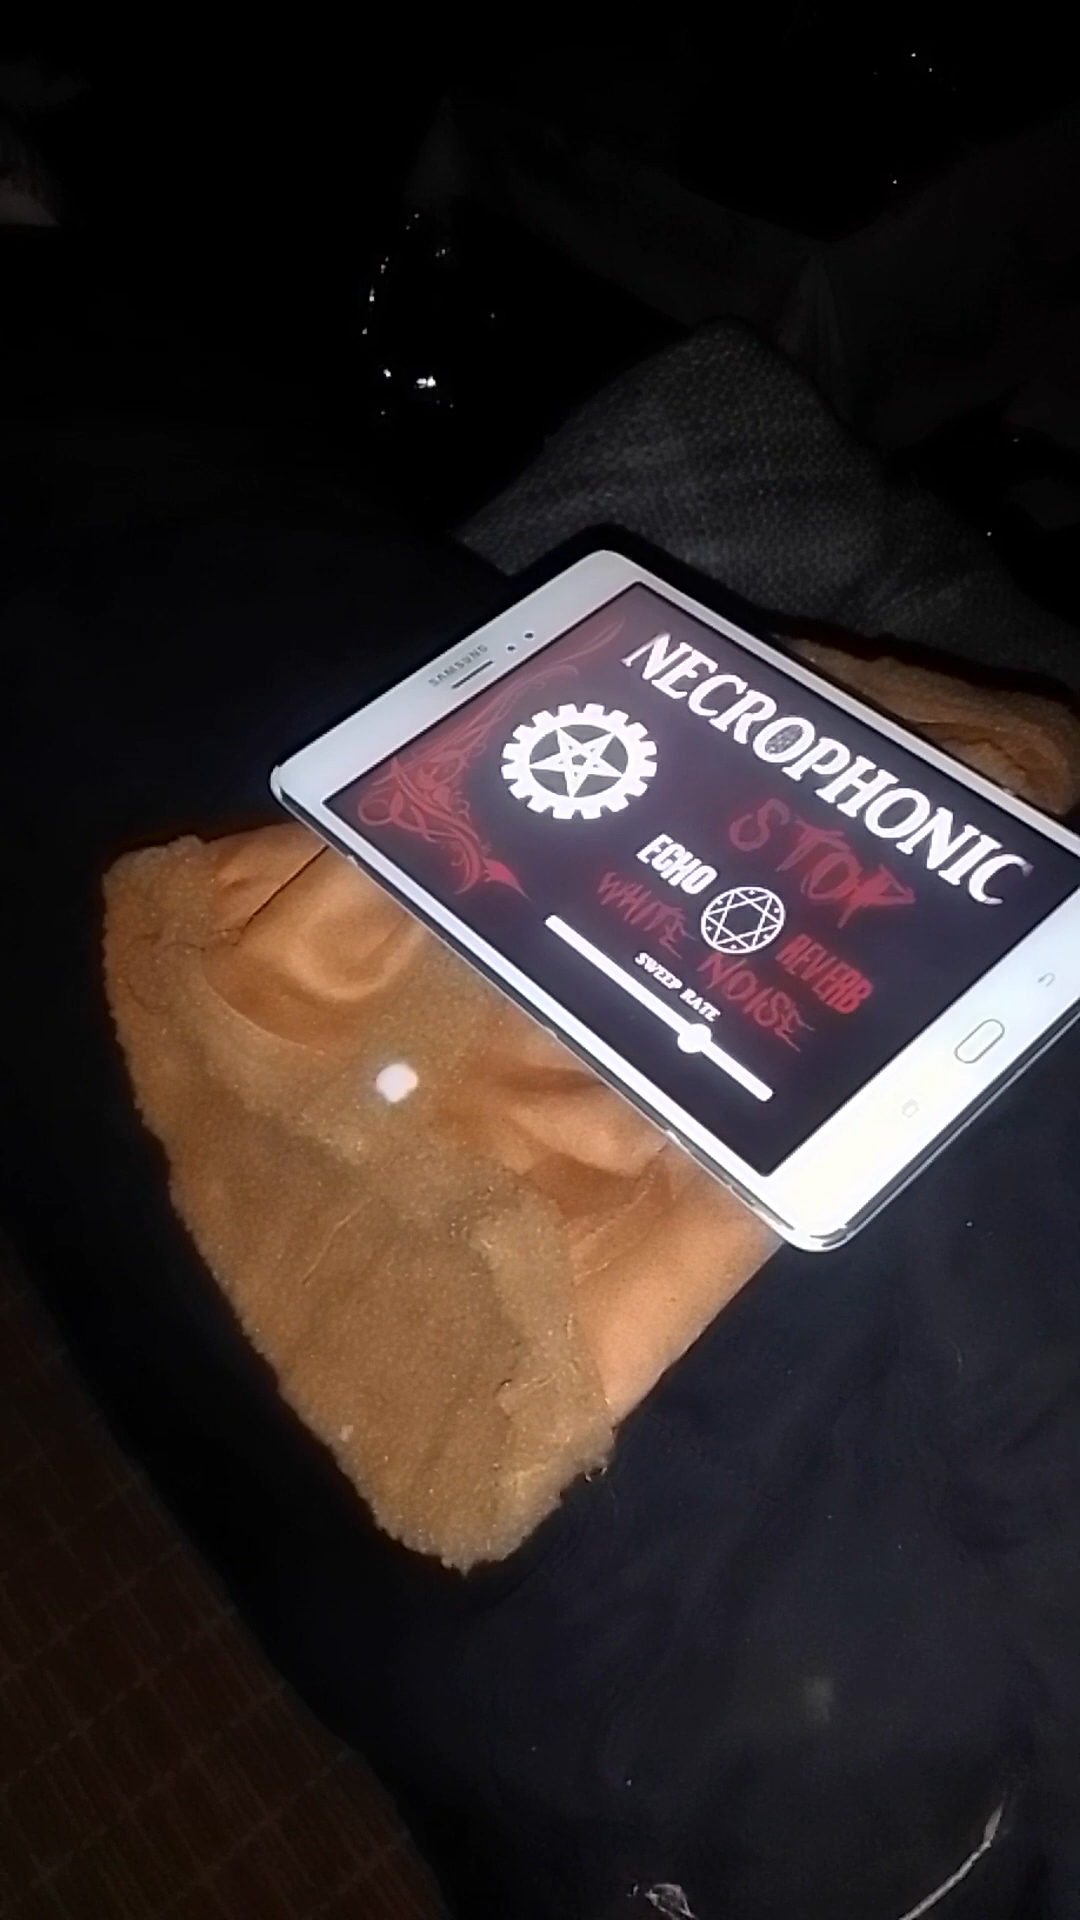 SAMSUNG
NECROPHONIC
STOP
ECHO
REVERB
WHITE NOISE
SWEEP RATE